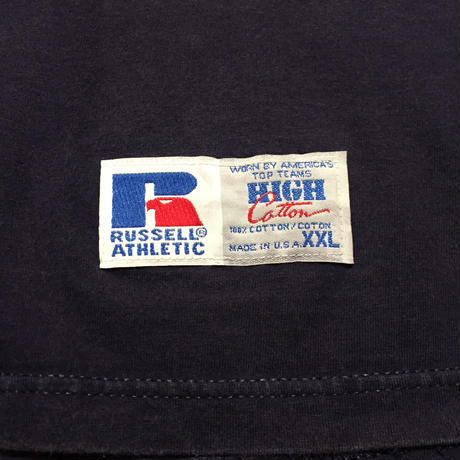 R
RUSSELL®
ATHLETIC
WORN BY AMERICA'S
TOP TEAMS
HIGH
Cotton
100% COTTON/COTON
MADE IN U.S.A. XXL